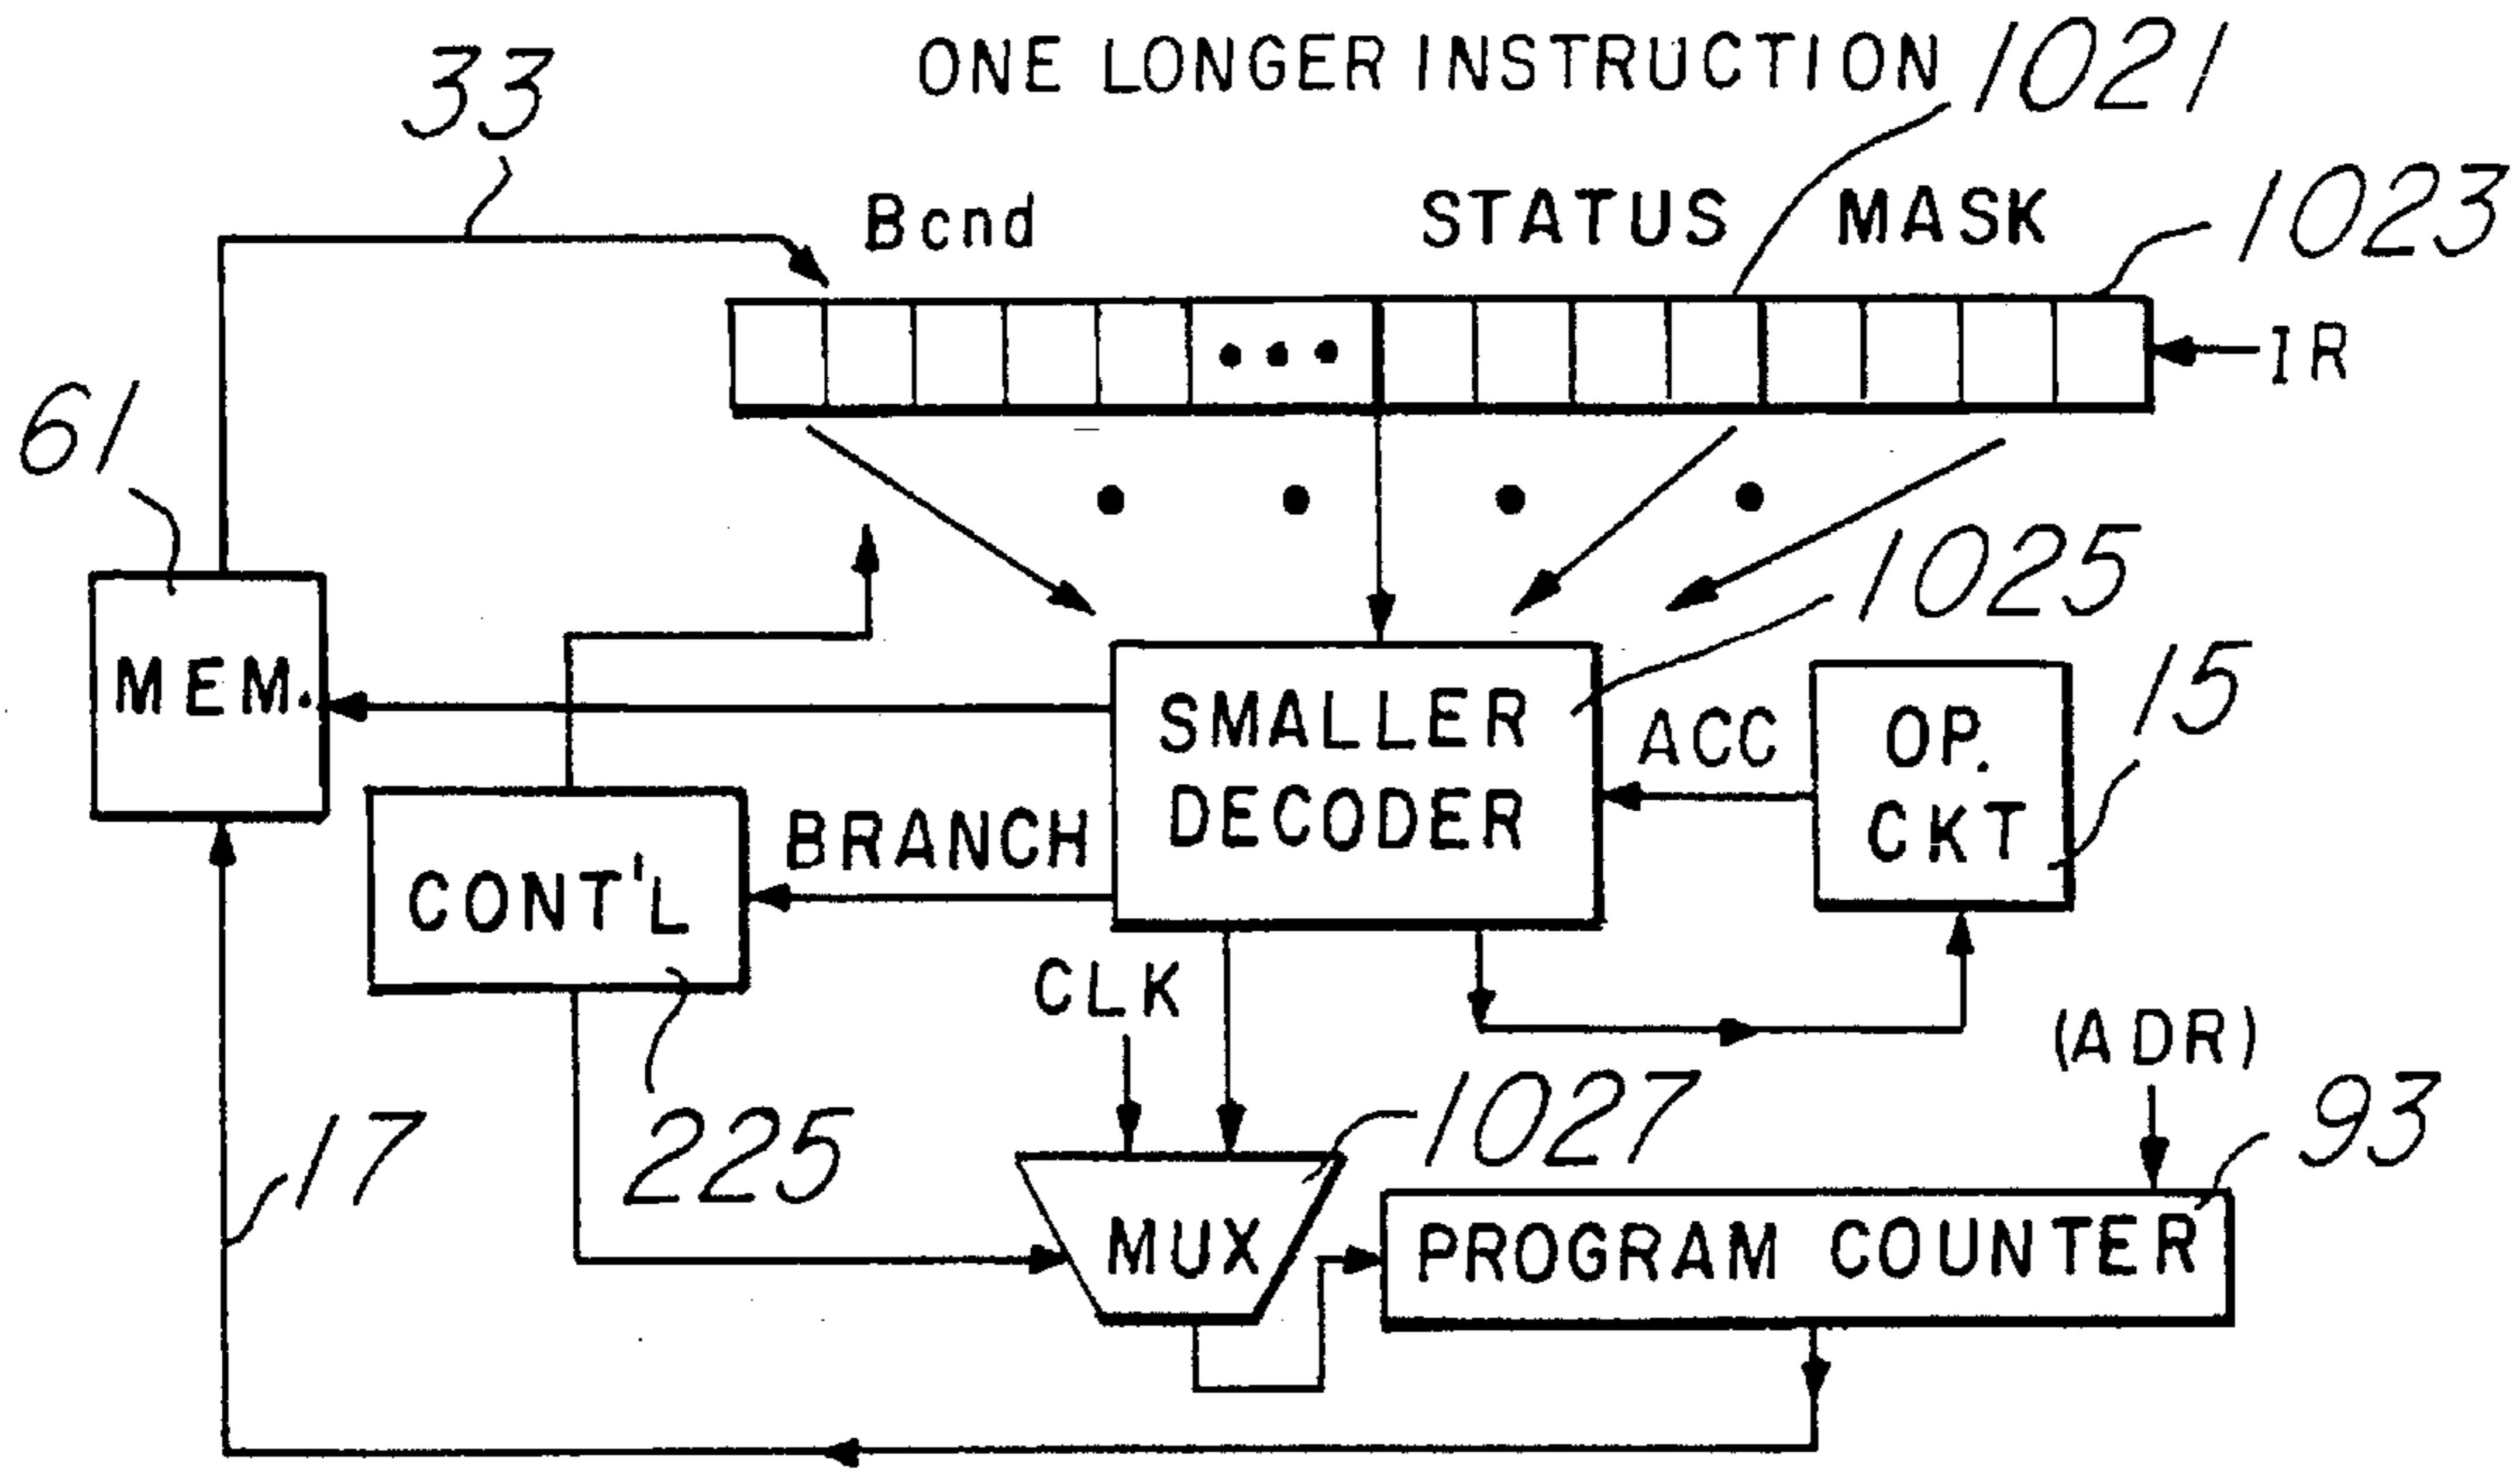 33
ONE LONGER INSTRUCTION
1021
Bcnd
STATUS MASK
1023
IR
61
1025
MEM.
SMALLER
DECODER
ACC
OP.
CKT
15
CONT'L
BRANCH
CLK
(ADR)
17
225
1027
93
MUX
PROGRAM COUNTER